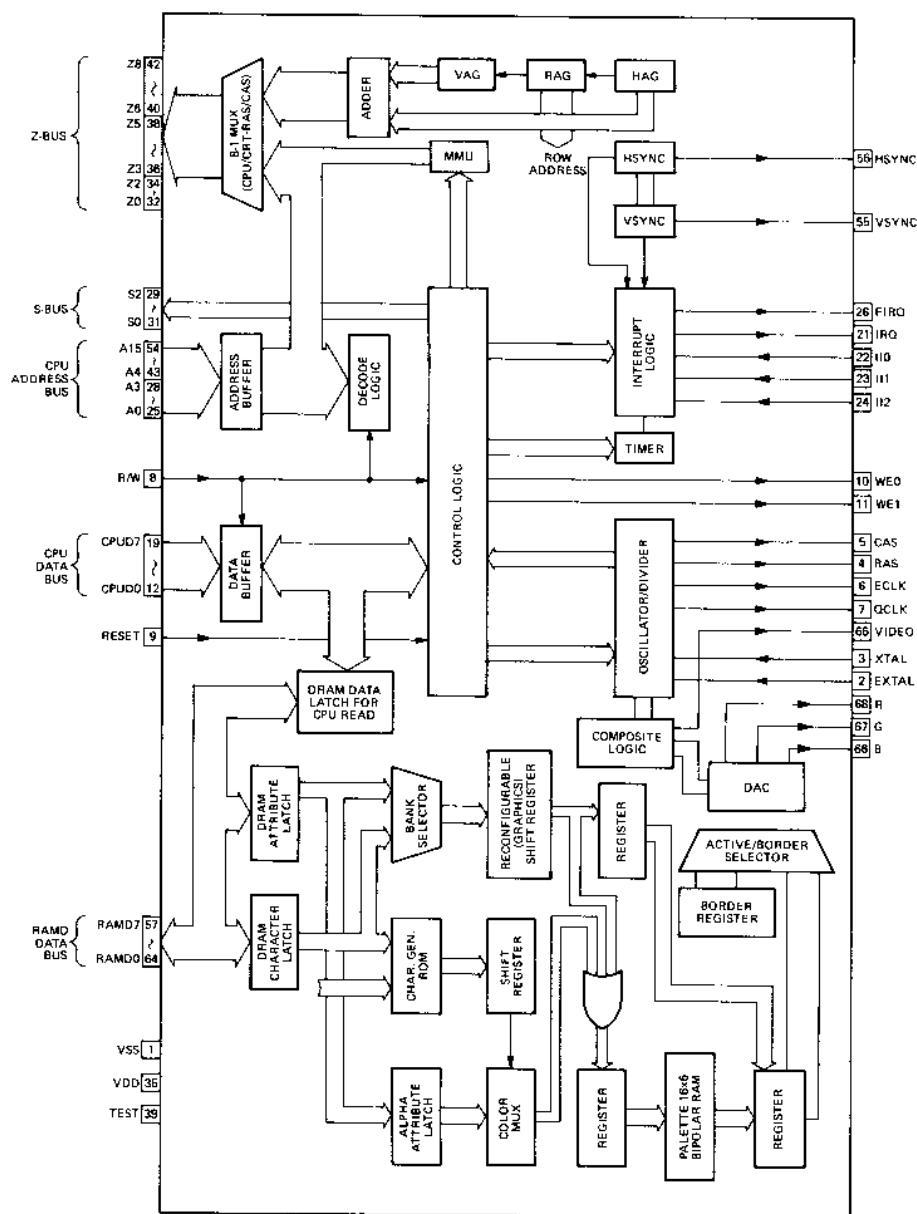 Z-BUS
Z8 42
Z6 40
Z5 38
Z3 36
Z2 34
Z0 32
8-1 MUX
(CPU/CRT-RAS/CAS)
ADDER
VAG
RAG
HAG
MMU
ROW
ADDRESS
HSYNC
56 HSYNC
VSYNC
55 VSYNC
S-BUS
S2 29
S0 31
CPU
ADDRESS
BUS
A15 54
A4 43
A3 28
A0 25
ADDRESS
BUFFER
DECODE
LOGIC
CONTROL LOGIC
INTERRUPT
LOGIC
26 FIRQ
21 IRQ
22 II0
23 II1
24 II2
TIMER
R/W 8
10 WE0
11 WE1
CPU
DATA
BUS
CPUD7 19
CPUD0 12
DATA
BUFFER
OSCILLATOR/DIVIDER
5 CAS
4 RAS
6 ECLK
7 QCLK
65 VIDEO
3 XTAL
2 EXTAL
RESET 9
DRAM DATA
LATCH FOR
CPU READ
COMPOSITE
LOGIC
68 R
67 G
66 B
DAC
DRAM
ATTRIBUTE
LATCH
BANK
SELECTOR
RECONFIGURABLE
(GRAPHICS)
SHIFT REGISTER
REGISTER
ACTIVE/BORDER
SELECTOR
BORDER
REGISTER
RAMD
DATA
BUS
RAMD7 57
RAMD0 64
DRAM
CHARACTER
LATCH
CHAR. GEN.
ROM
SHIFT
REGISTER
VSS 1
VDD 35
TEST 39
ALPHA
ATTRIBUTE
LATCH
COLOR
MUX
REGISTER
PALETTE 16x6
BIPOLAR RAM
REGISTER